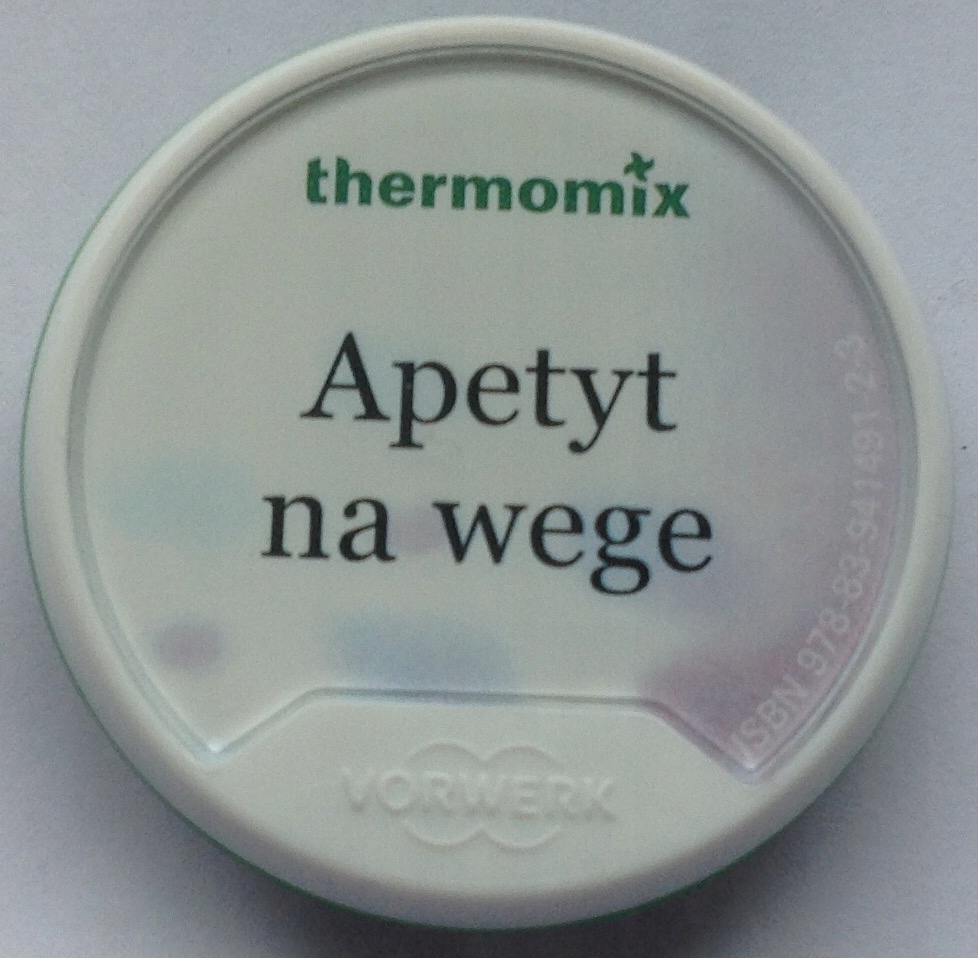 thermomix
Apetyt
na wege
ISBN 978-83-941491-2-3
VORWERK